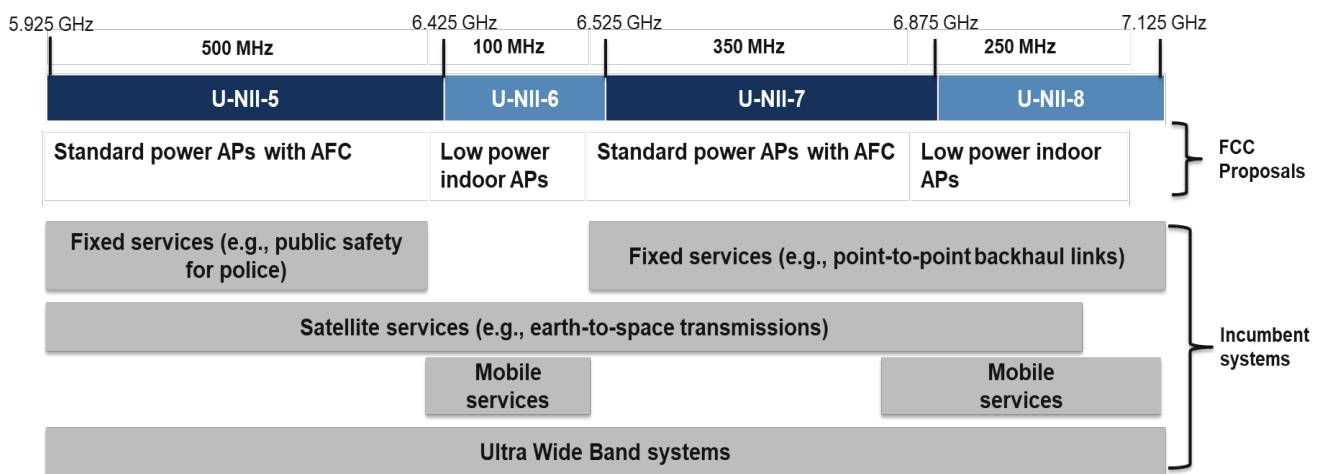 5.925 GHz 6.425 GHz 6.525 GHz 6.875 GHz 7.125 GHz
500 MHz 100 MHz 350 MHz 250 MHz
U-NII-5 U-NII-6 U-NII-7 U-NII-8
Standard power APs with AFC
Low power
indoor APs
Standard power APs with AFC
Low power indoor
APs
FCC
Proposals
Fixed services (e.g., public safety
for police)
Fixed services (e.g., point-to-point backhaul links)
Satellite services (e.g., earth-to-space transmissions)
Incumbent
systems
Mobile
services
Mobile
services
Ultra Wide Band systems